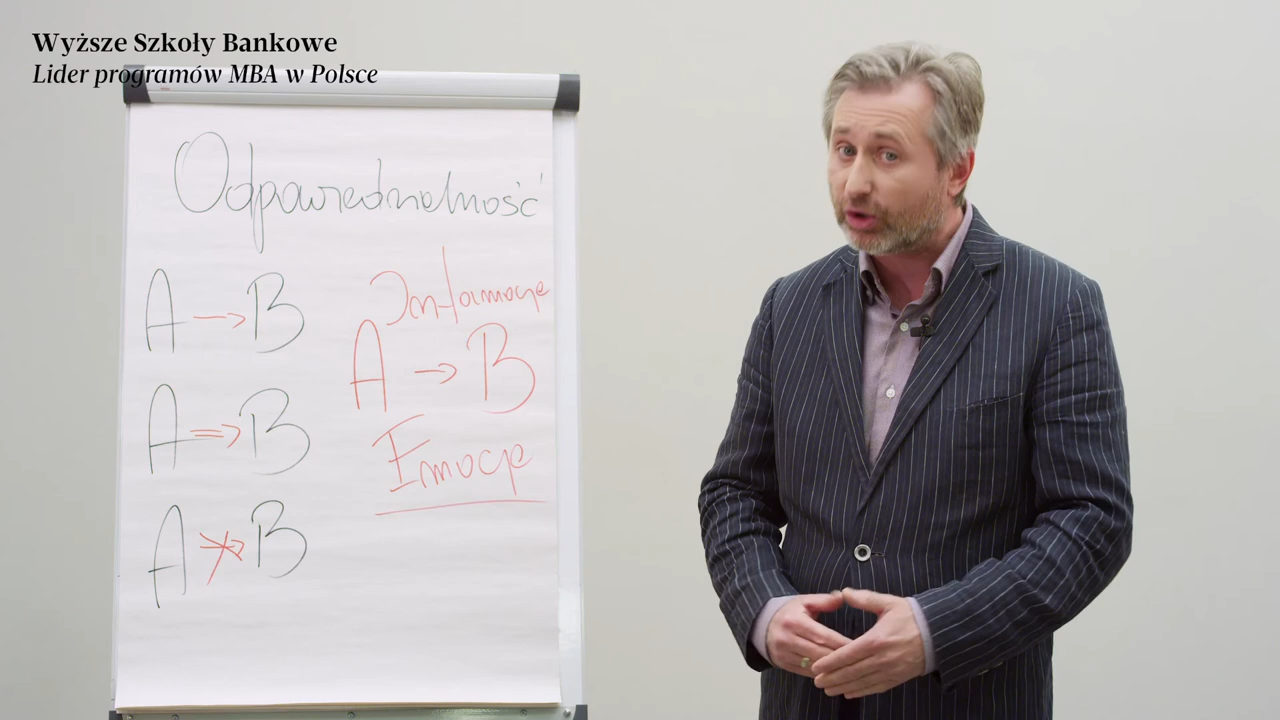 Wyższe Szkoły Bankowe
Lider programów MBA w Polsce
Odpowiedzialność
A → B
A ⇒ B
A → B
Informacje
A → B
Emocje